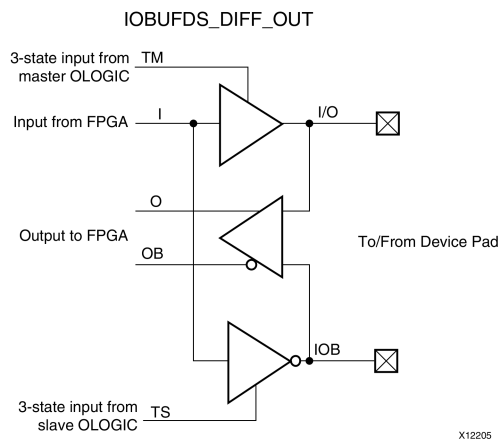 IOBUFDS_DIFF_OUT
3-state input from
master OLOGIC
TM
Input from FPGA
I
I/O
O
Output to FPGA
OB
To/From Device Pad
IOB
3-state input from
slave OLOGIC
TS
X12205